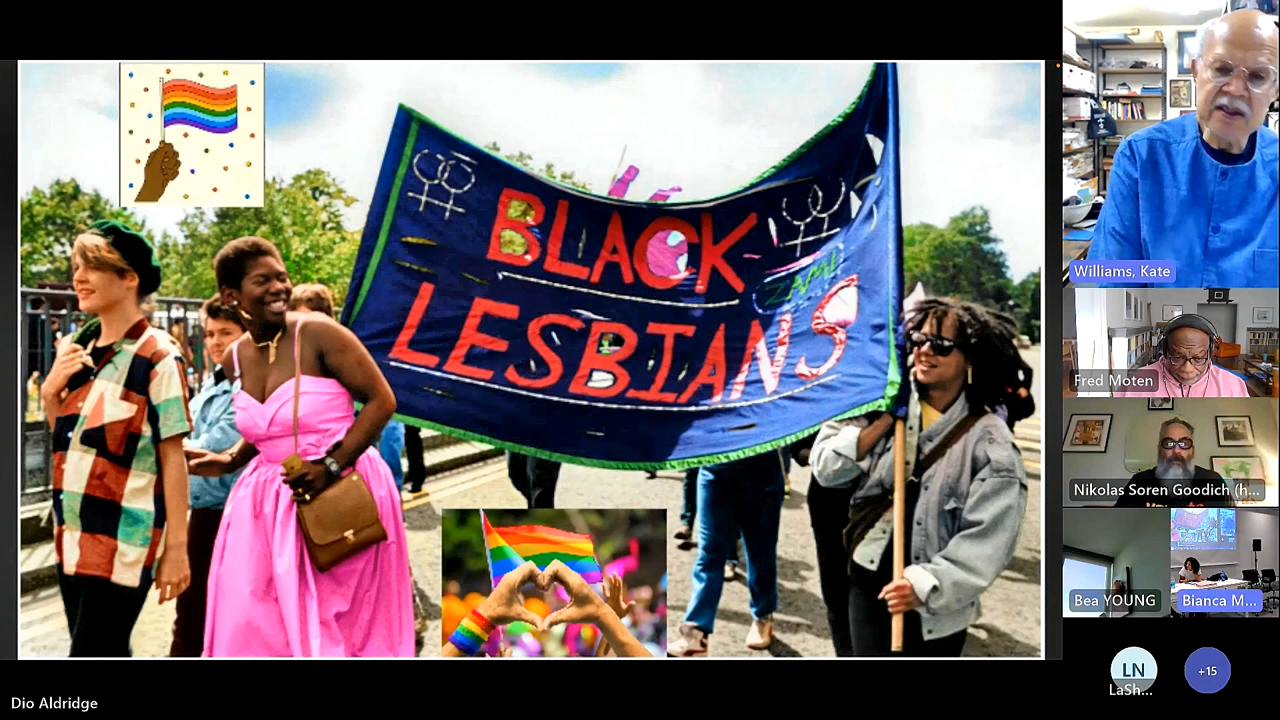 BLACK
ZAMI
LESBIANS
Williams, Kate
Fred Moten
Nikolas Soren Goodich (h...
Bea YOUNG
Bianca M...
LN
LaSh...
+15
Dio Aldridge